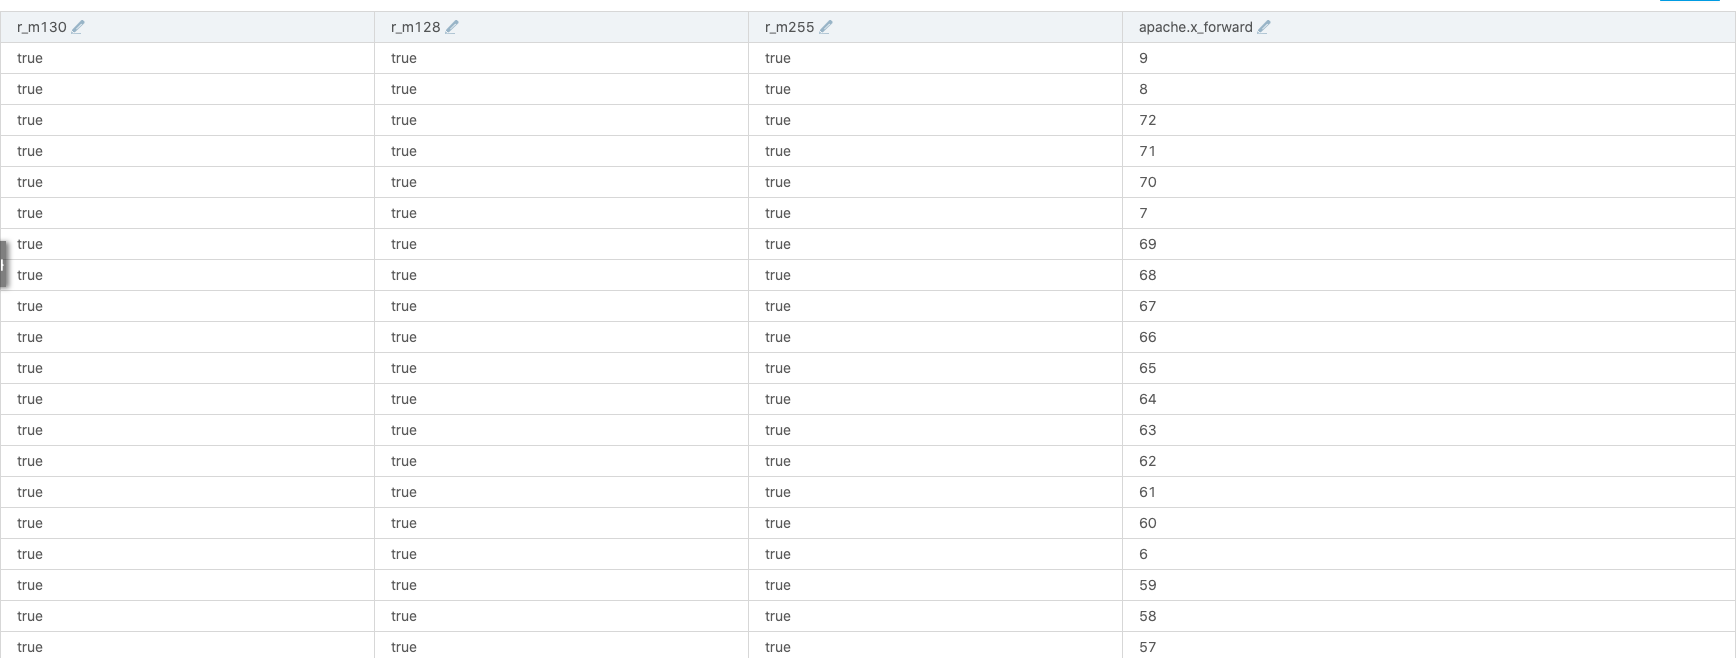 r_m130 r_m128 r_m255 apache.x_forward
true true true 9
true true true 8
true true true 72
true true true 71
true true true 70
true true true 7
true true true 69
true true true 68
true true true 67
true true true 66
true true true 65
true true true 64
true true true 63
true true true 62
true true true 61
true true true 60
true true true 6
true true true 59
true true true 58
true true true 57